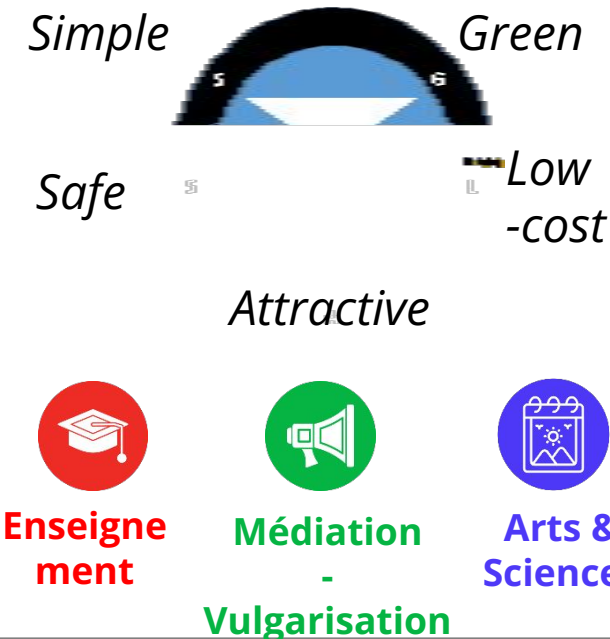 Simple
Green
S
G
Safe
S
L
Low
-cost
Attractive
Enseigne
ment
Médiation
-
Vulgarisation
Arts &
Science